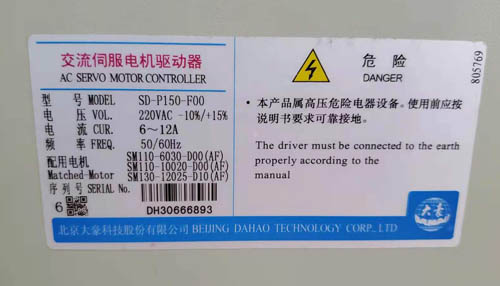 交流伺服电机驱动器
AC SERVO MOTOR CONTROLLER
型 号 MODEL SD-P150-F00
电 压 VOL. 220VAC -10%/+15%
电 流 CUR. 6~12A
频 率 FREQ. 50/60Hz
配用电机 SM110-6030-D00(AF)
SM110-10020-D00(AF)
Matched-Motor SM130-12025-D10(AF)
序列号 SERIAL No.
6
DH30666893
危 险
DANGER
·本产品属高压危险电器设备。使用前应按
说明书要求可靠接地。
The driver must be connected to the earth
properly according to the
manual
大豪
北京大豪科技股份有限公司 BEIJING DAHAO TECHNOLOGY CORP., LTD
805769